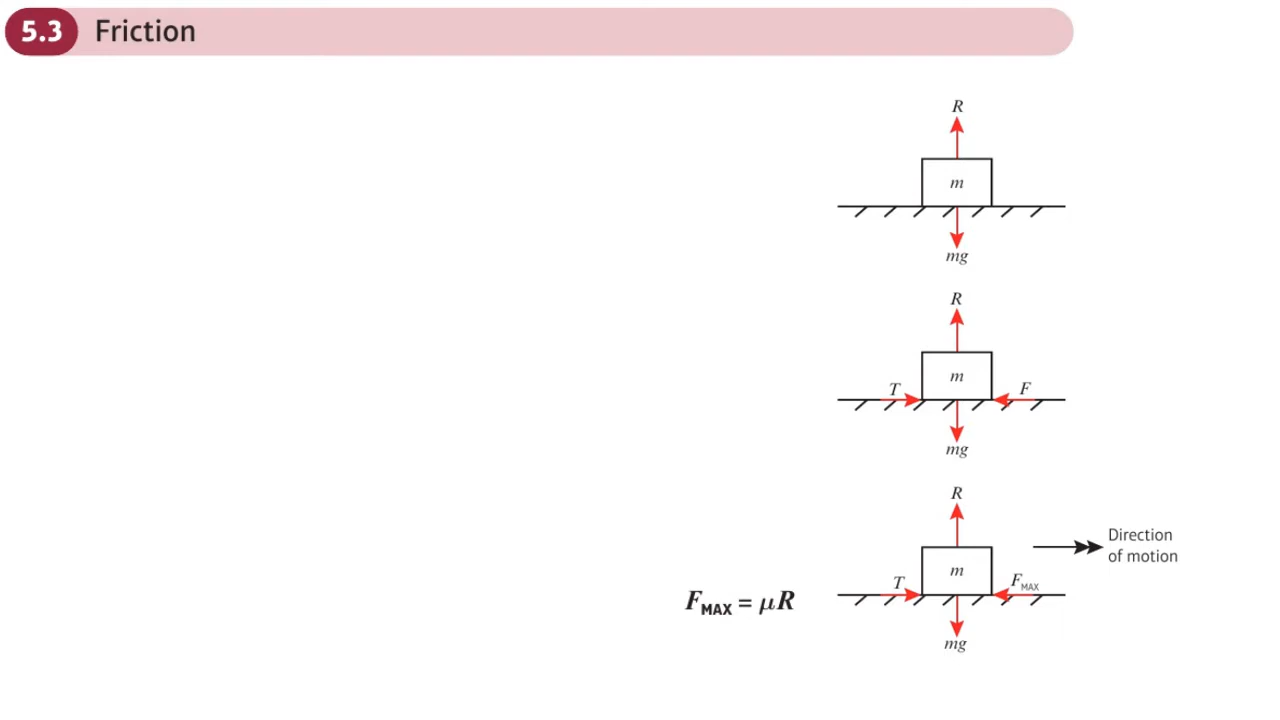 5.3 Friction
R
m
mg
R
T m F
mg
R
Direction
of motion
T m F_MAX
F_MAX = μR
mg